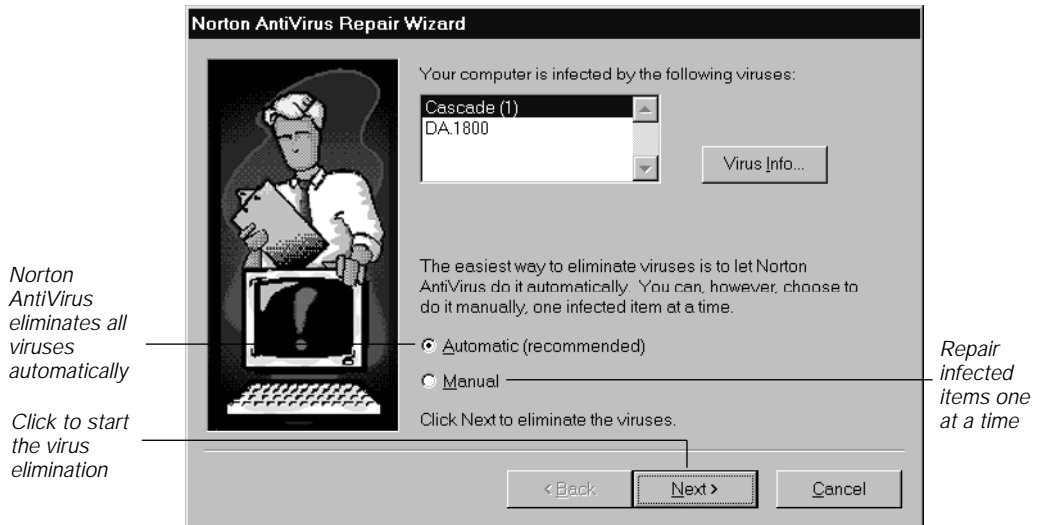 Norton AntiVirus Repair Wizard
Your computer is infected by the following viruses:
Cascade (1)
DA.1800
Virus Info...
The easiest way to eliminate viruses is to let Norton
AntiVirus do it automatically. You can, however, choose to
do it manually, one infected item at a time.
Automatic (recommended)
Manual
Click Next to eliminate the viruses.
< Back
Next >
Cancel
Norton
AntiVirus
eliminates all
viruses
automatically
Click to start
the virus
elimination
Repair
infected
items one
at a time